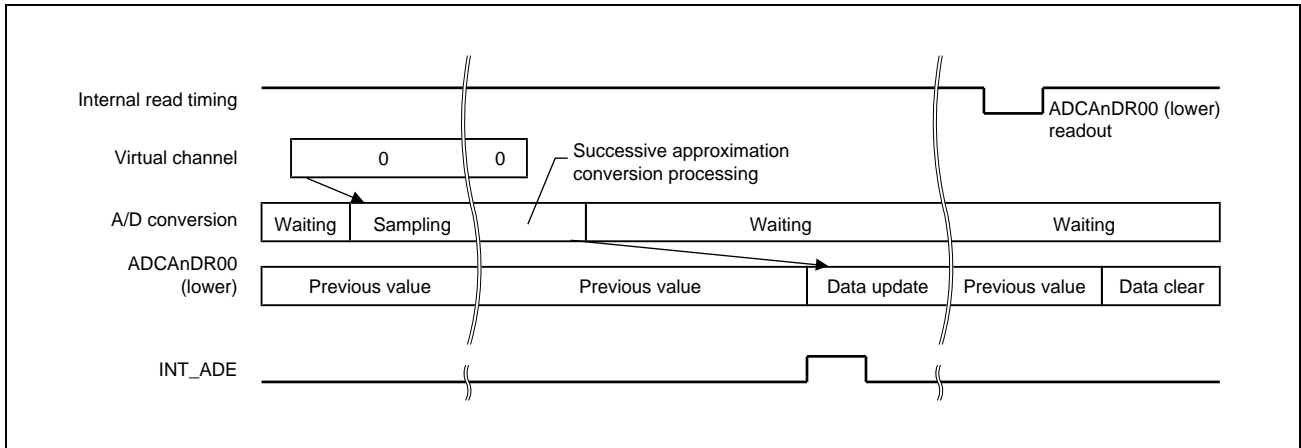 Internal read timing
ADCAnDR00 (lower)
readout
Virtual channel
0
0
Successive approximation
conversion processing
A/D conversion
Waiting
Sampling
Waiting
Waiting
ADCAnDR00
(lower)
Previous value
Previous value
Data update
Previous value
Data clear
INT_ADE